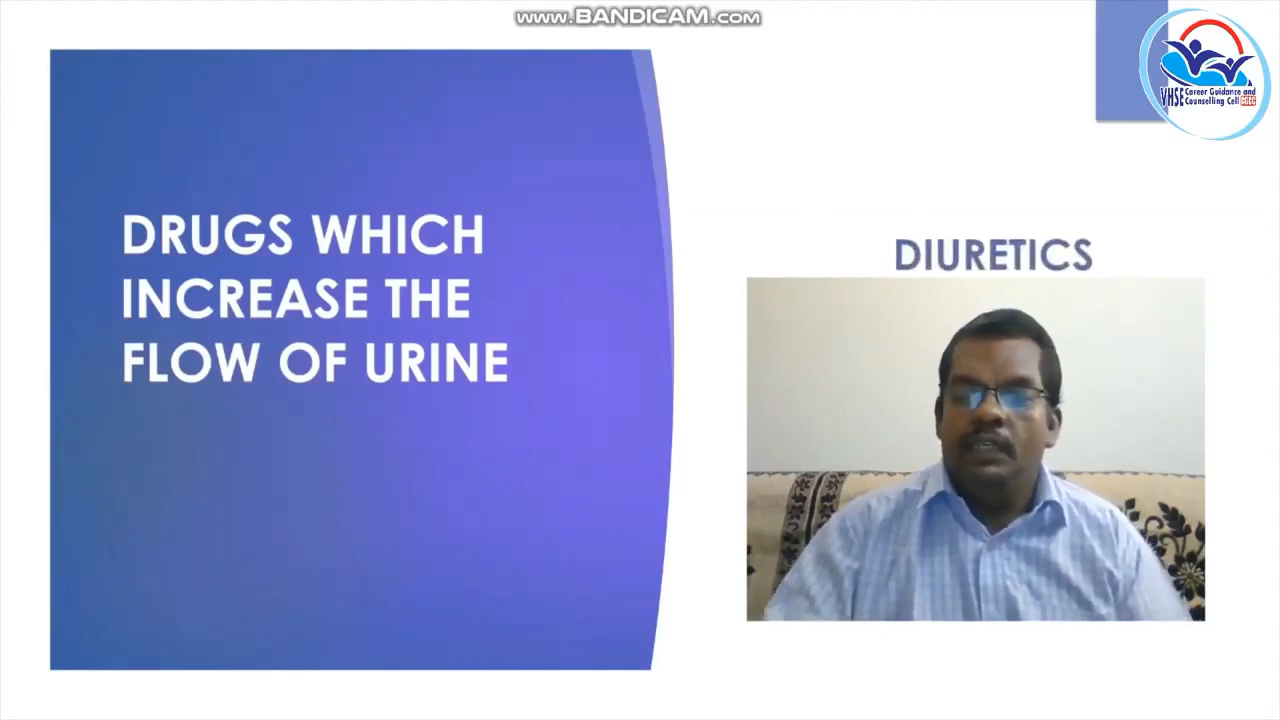 www.BANDICAM.com
VHSE Career Guidance and
Counselling Cell
DRUGS WHICH
INCREASE THE
FLOW OF URINE
DIURETICS